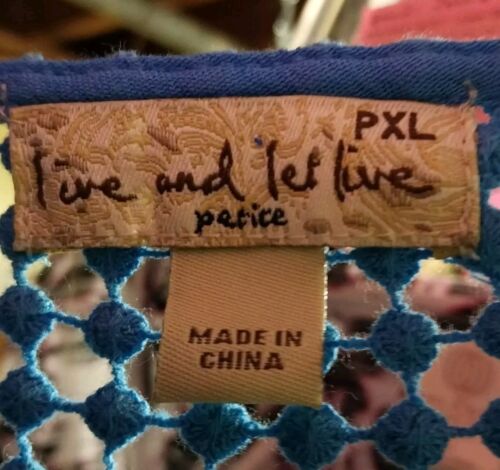 PXL
live and let live
petite
MADE IN
CHINA